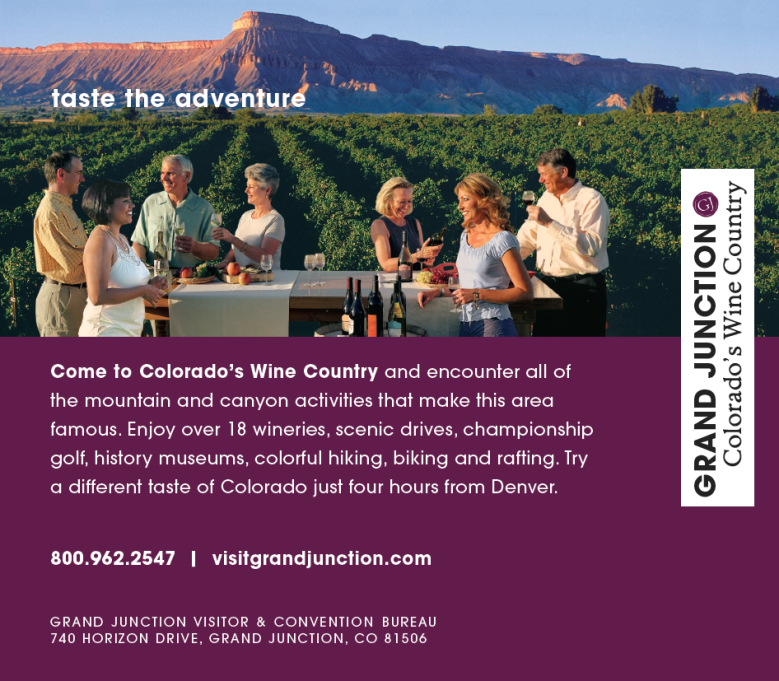 taste the adventure
GRAND JUNCTION GJ
Colorado's Wine Country
Come to Colorado's Wine Country and encounter all of
the mountain and canyon activities that make this area
famous. Enjoy over 18 wineries, scenic drives, championship
golf, history museums, colorful hiking, biking and rafting. Try
a different taste of Colorado just four hours from Denver.
800.962.2547 | visitgrandjunction.com
GRAND JUNCTION VISITOR & CONVENTION BUREAU
740 HORIZON DRIVE, GRAND JUNCTION, CO 81506